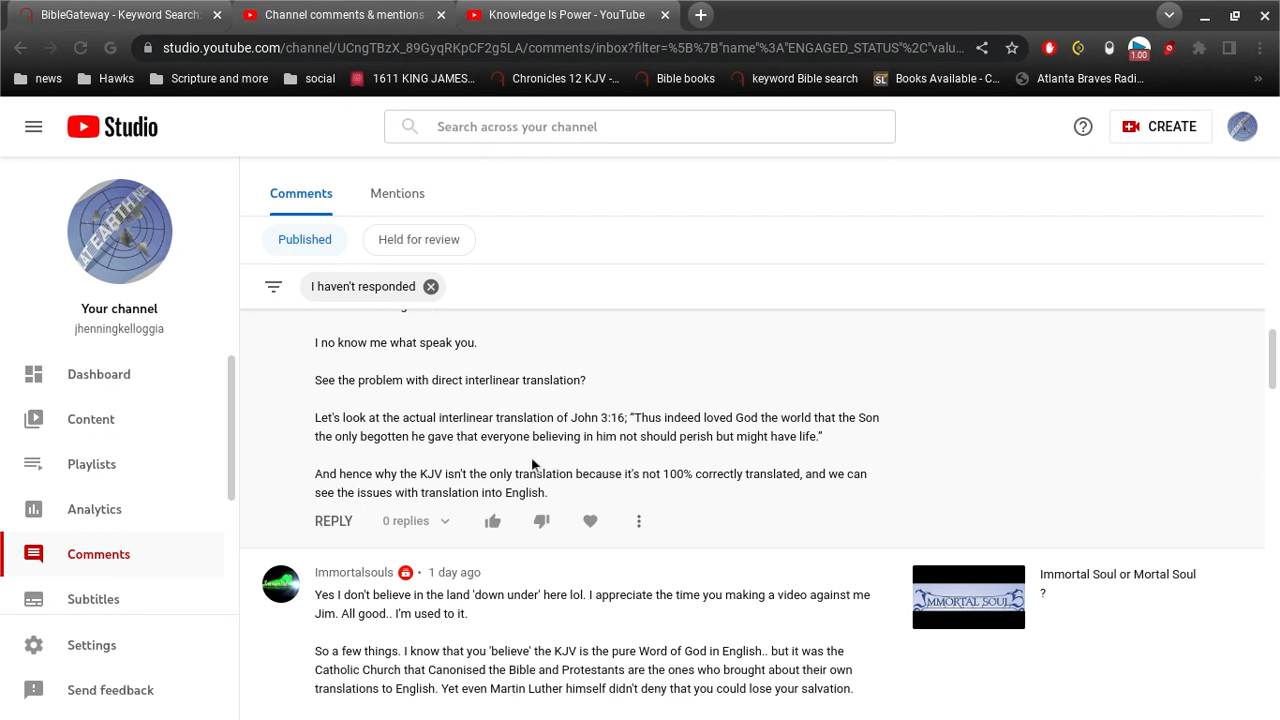 BibleGateway - Keyword Search:
Channel comments & mentions -
Knowledge Is Power - YouTube
studio.youtube.com/channel/UCngTBzX_89GyqRKpCF2g5LA/comments/inbox?filter=%5B%7B"name"%3A"ENGAGED_STATUS"%2C"valu...
1.00
news
Hawks
Scripture and more
social
1611 KING JAMES...
Chronicles 12 KJV -...
Bible books
keyword Bible search
SL Books Available - C...
Atlanta Braves Radi...
»
Studio
Search across your channel
CREATE
AT EARTH.NE
Your channel
jhenningkelloggia
Dashboard
Content
Playlists
Analytics
Comments
Subtitles
Settings
Send feedback
Comments
Mentions
Published
Held for review
I haven't responded
I no know me what speak you.
See the problem with direct interlinear translation?
Let's look at the actual interlinear translation of John 3:16; “Thus indeed loved God the world that the Son
the only begotten he gave that everyone believing in him not should perish but might have life.”
And hence why the KJV isn't the only translation because it's not 100% correctly translated, and we can
see the issues with translation into English.
REPLY
0 replies
Immortalsouls • 1 day ago
Yes I don't believe in the land 'down under' here lol. I appreciate the time you making a video against me
Jim. All good.. I'm used to it.
So a few things. I know that you 'believe' the KJV is the pure Word of God in English.. but it was the
Catholic Church that Canonised the Bible and Protestants are the ones who brought about their own
translations to English. Yet even Martin Luther himself didn't deny that you could lose your salvation.
IMMORTAL SOULS
Immortal Soul or Mortal Soul
?